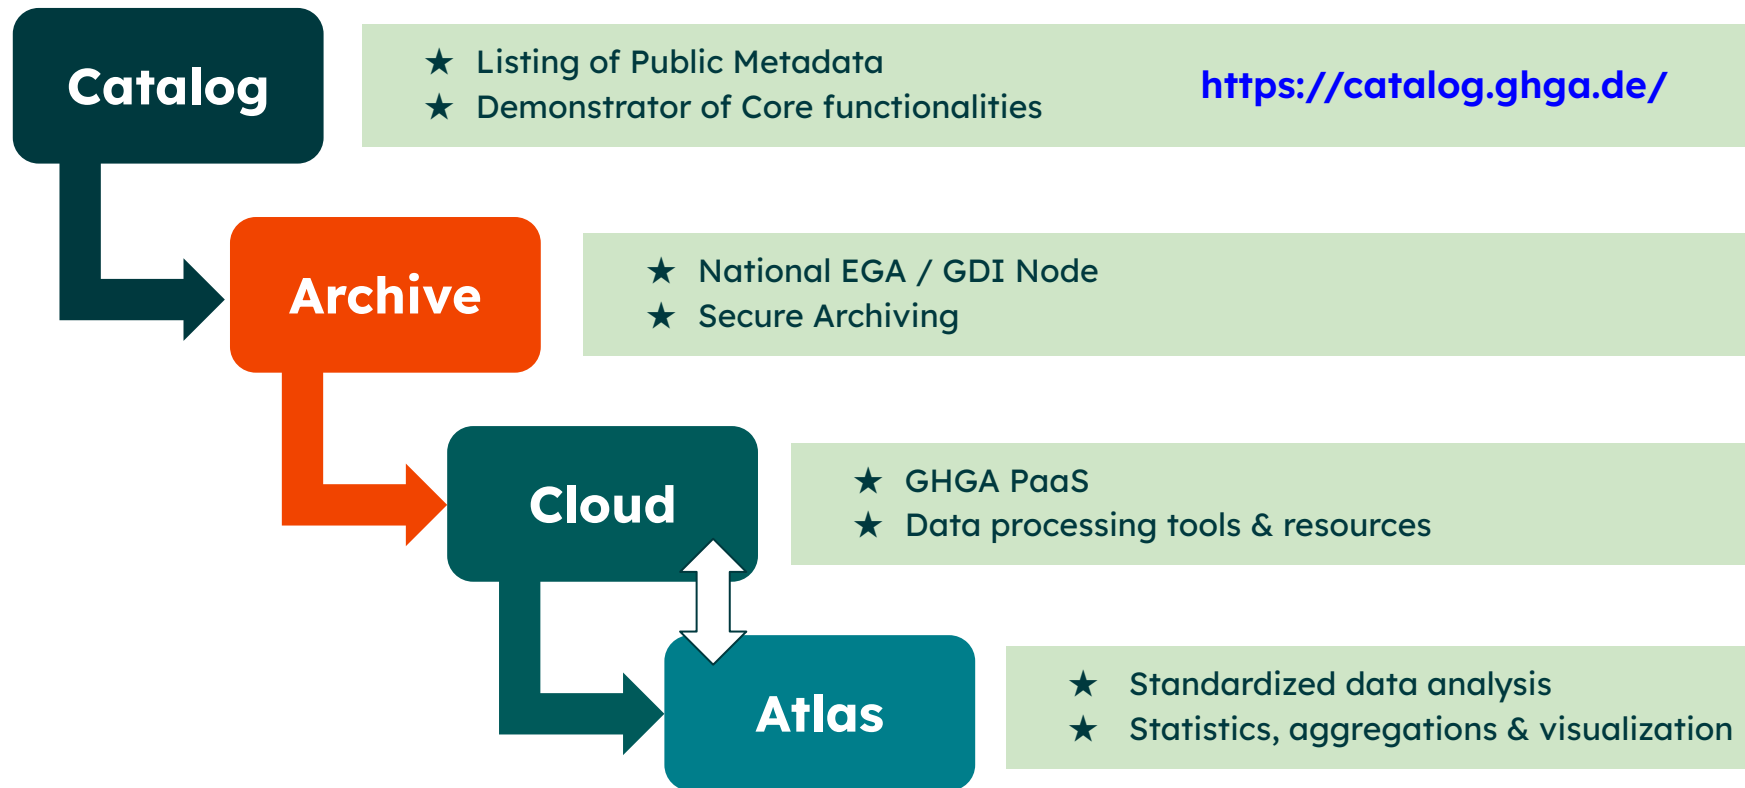 Catalog
★ Listing of Public Metadata
★ Demonstrator of Core functionalities
https://catalog.ghga.de/
Archive
★ National EGA / GDI Node
★ Secure Archiving
Cloud
★ GHGA PaaS
★ Data processing tools & resources
Atlas
★ Standardized data analysis
★ Statistics, aggregations & visualization